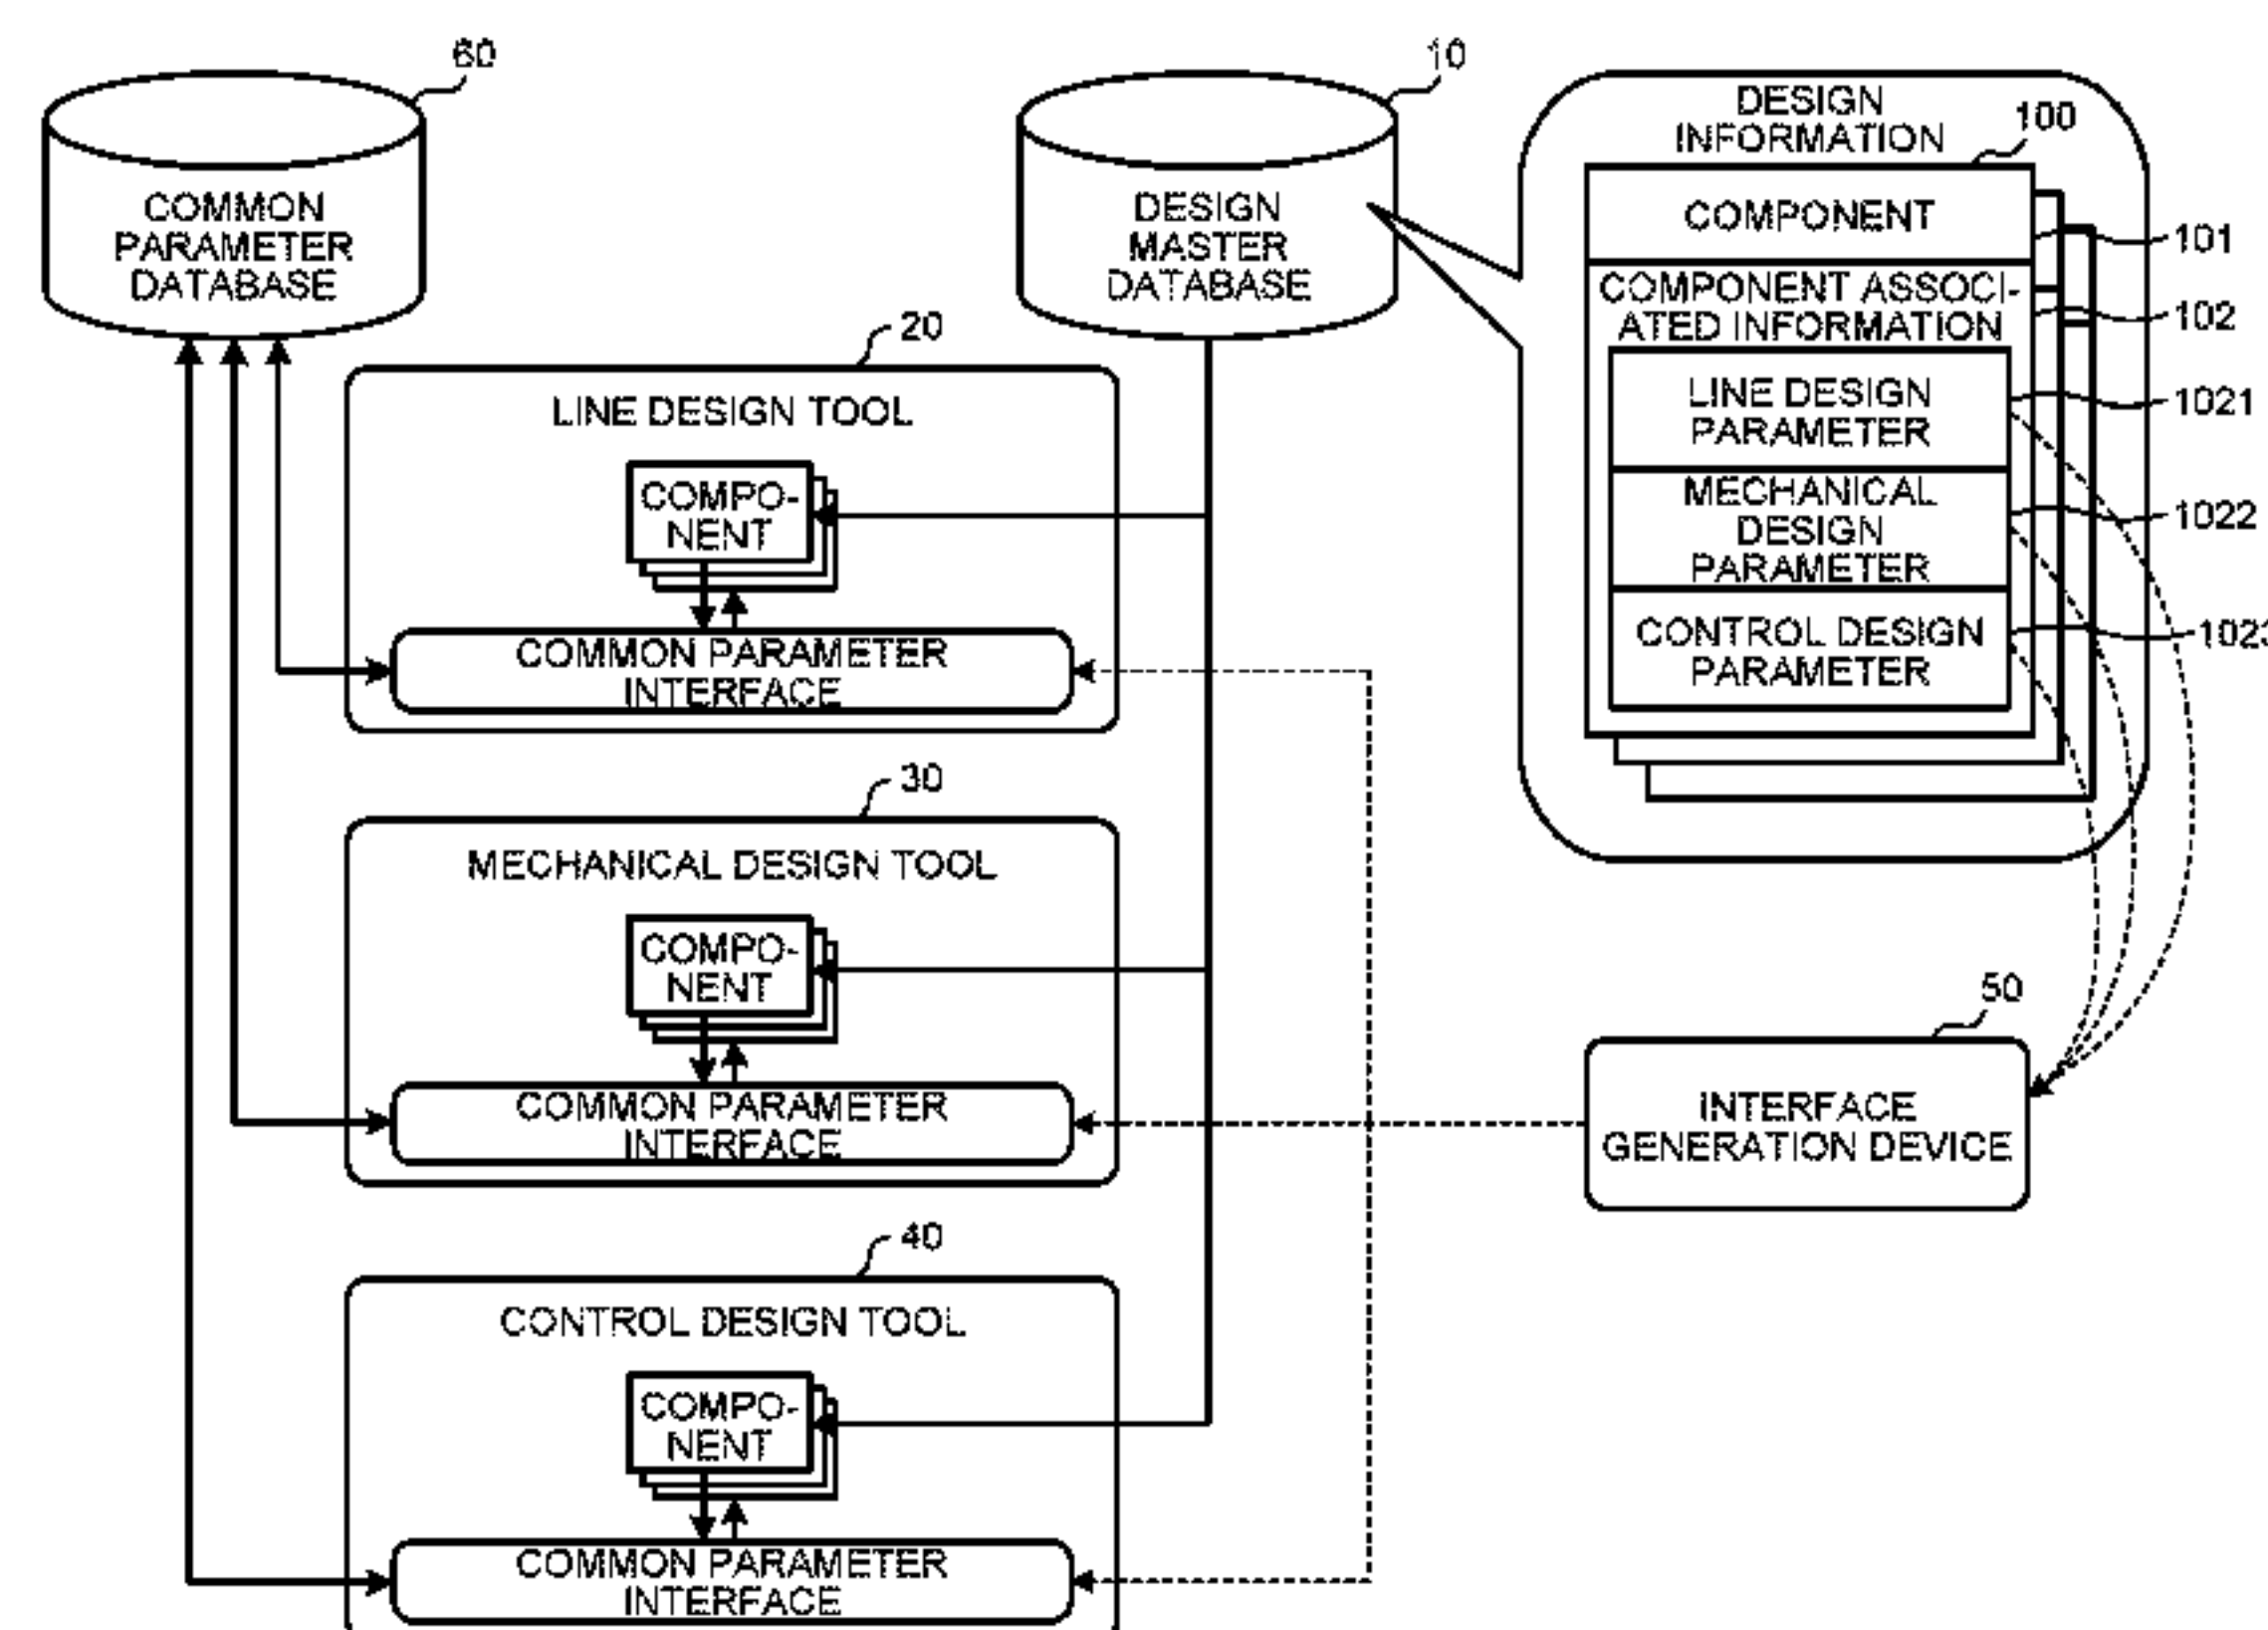 60
COMMON
PARAMETER
DATABASE
10
DESIGN
MASTER
DATABASE
DESIGN
INFORMATION
100
COMPONENT
101
COMPONENT ASSOCI-
ATED INFORMATION
102
LINE DESIGN
PARAMETER
1021
MECHANICAL
DESIGN
PARAMETER
1022
CONTROL DESIGN
PARAMETER
1023
20
LINE DESIGN TOOL
COMPO-
NENT
COMMON PARAMETER
INTERFACE
30
MECHANICAL DESIGN TOOL
COMPO-
NENT
COMMON PARAMETER
INTERFACE
50
INTERFACE
GENERATION DEVICE
40
CONTROL DESIGN TOOL
COMPO-
NENT
COMMON PARAMETER
INTERFACE